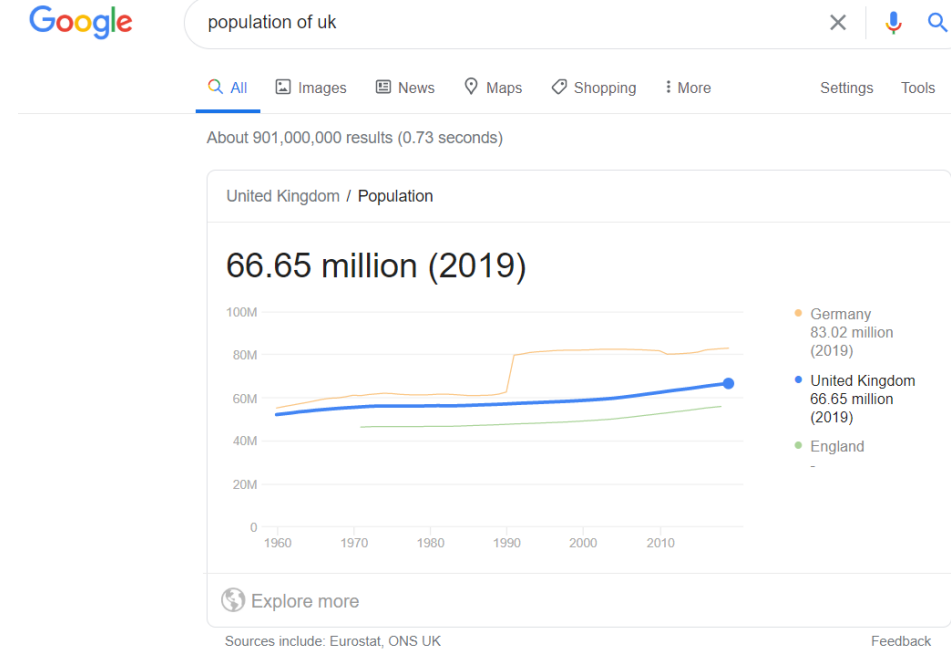 Google
population of uk
All Images News Maps Shopping More Settings Tools
About 901,000,000 results (0.73 seconds)
United Kingdom / Population
66.65 million (2019)
100M
80M
60M
40M
20M
0
1960 1970 1980 1990 2000 2010
Germany
83.02 million
(2019)
United Kingdom
66.65 million
(2019)
England
-
Explore more
Sources include: Eurostat, ONS UK Feedback